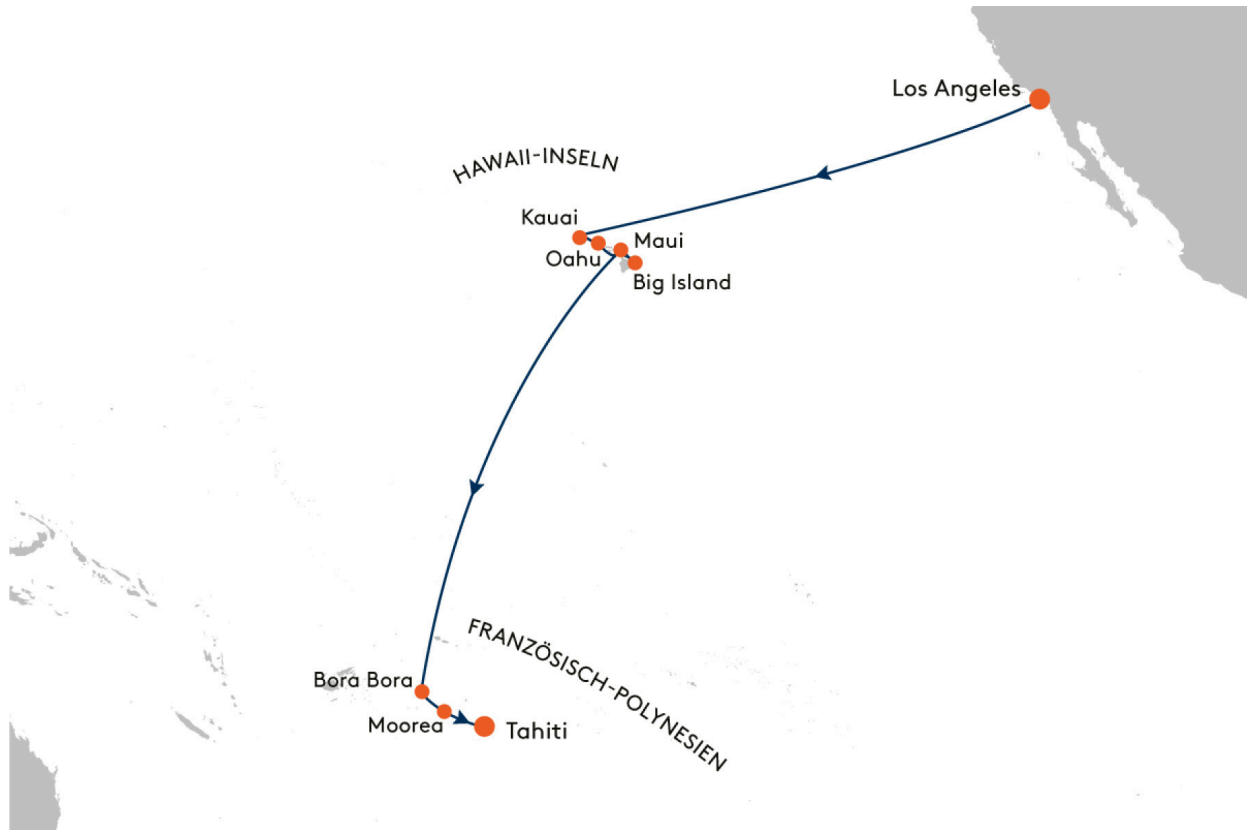 Los Angeles
HAWAII-INSELN
Kauai
Maui
Oahu
Big Island
FRANZÖSISCH-POLYNESIEN
Bora Bora
Moorea
Tahiti